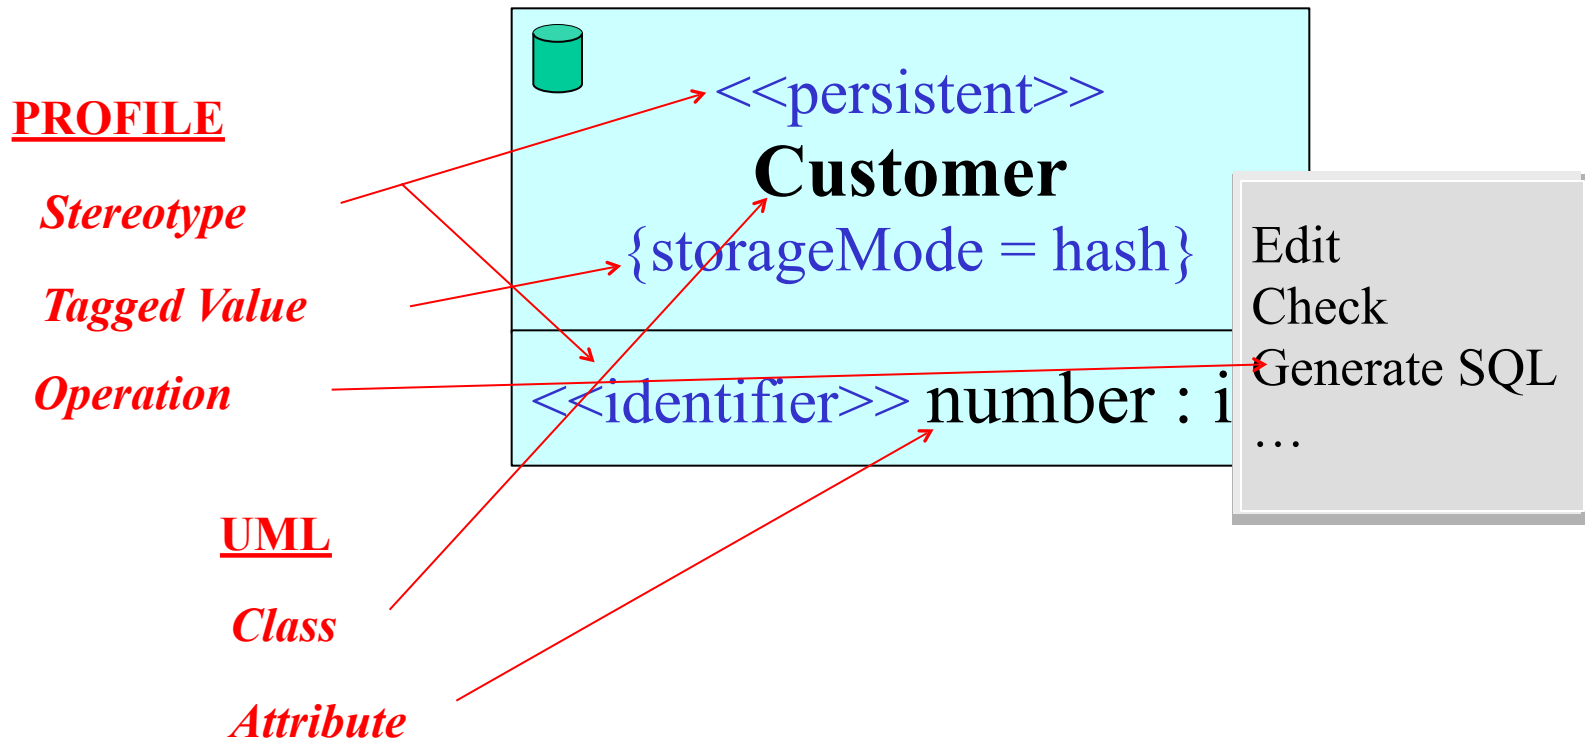 PROFILE
Stereotype
Tagged Value
Operation
UML
Class
Attribute
<<persistent>>
Customer
{storageMode = hash}
<<identifier>> number : i
Edit
Check
Generate SQL
…